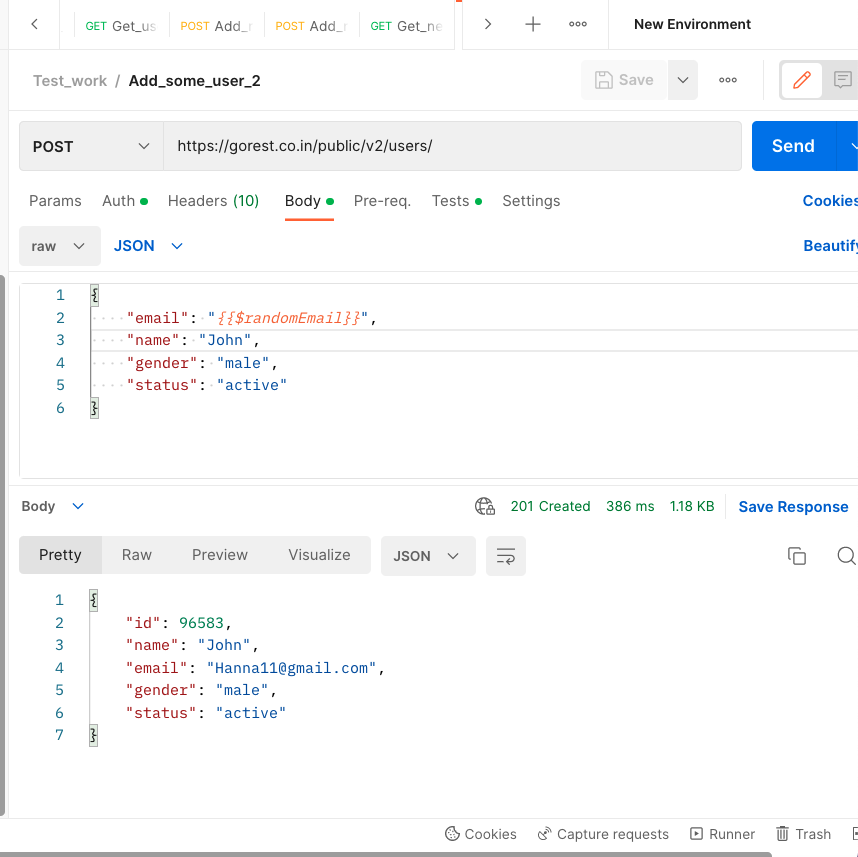 GET Get_us POST Add_r POST Add_r GET Get_ne New Environment
Test_work / Add_some_user_2 Save
POST https://gorest.co.in/public/v2/users/ Send
Params Auth Headers (10) Body Pre-req. Tests Settings Cookies
raw JSON Beautify
1 {
2 "email": "{{$randomEmail}}",
3 "name": "John",
4 "gender": "male",
5 "status": "active"
6 }
Body 201 Created 386 ms 1.18 KB Save Response
Pretty Raw Preview Visualize JSON
1 {
2 "id": 96583,
3 "name": "John",
4 "email": "Hanna11@gmail.com",
5 "gender": "male",
6 "status": "active"
7 }
Cookies Capture requests Runner Trash